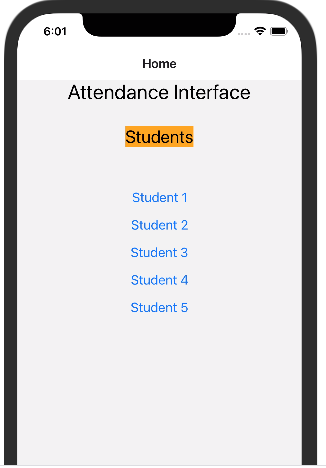 6:01
Home
Attendance Interface
Students
Student 1
Student 2
Student 3
Student 4
Student 5